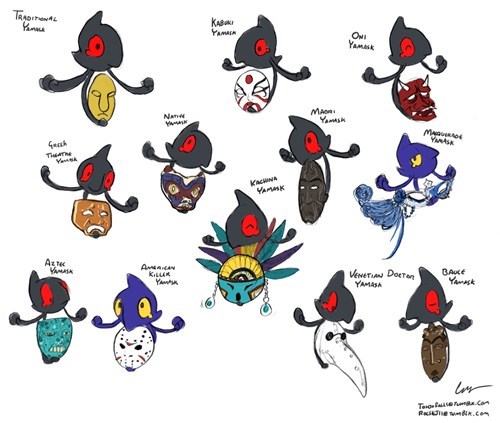 TRADITIONAL
YAMASK
KABUKI
YAMASK
ONI
YAMASK
GREEK
THEATRE
YAMASK
NATIVE
YAMASK
MAORI
YAMASK
MASQUERADE
YAMASK
KACHINA
YAMASK
AZTEC
YAMASK
AMERICAN
KILLER
YAMASK
VENETIAN DOCTOR
YAMASK
BAULE
YAMASK